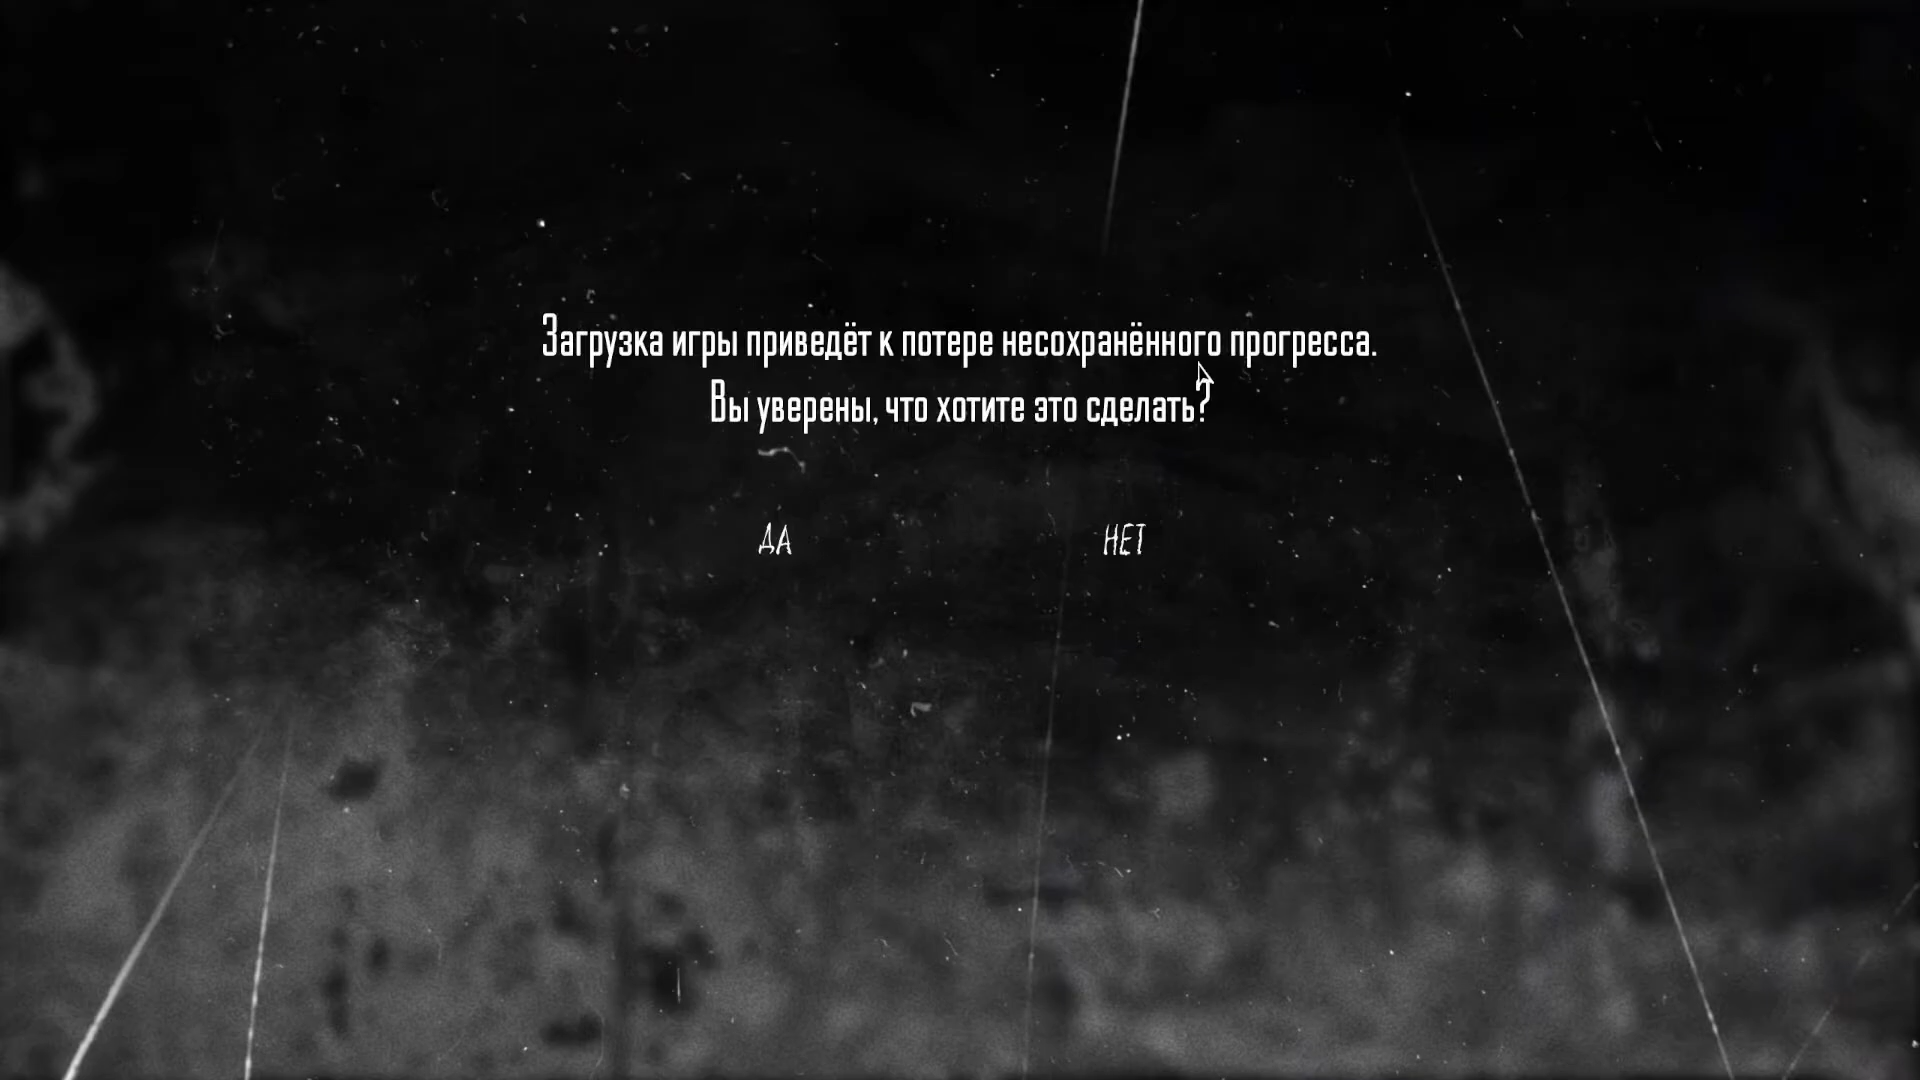 Загрузка игры приведёт к потере несохранённого прогресса.
Вы уверены, что хотите это сделать?
ДА
НЕТ